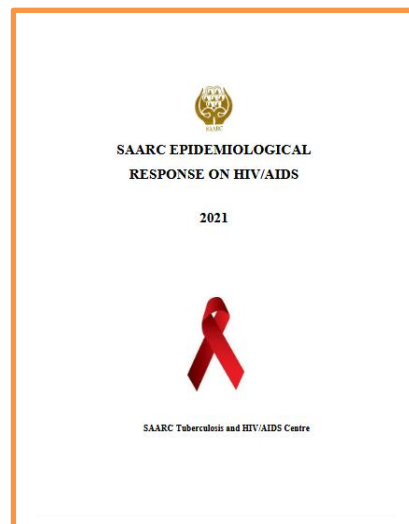 SAARC
SAARC EPIDEMIOLOGICAL
RESPONSE ON HIV/AIDS
2021
SAARC Tuberculosis and HIV/AIDS Centre